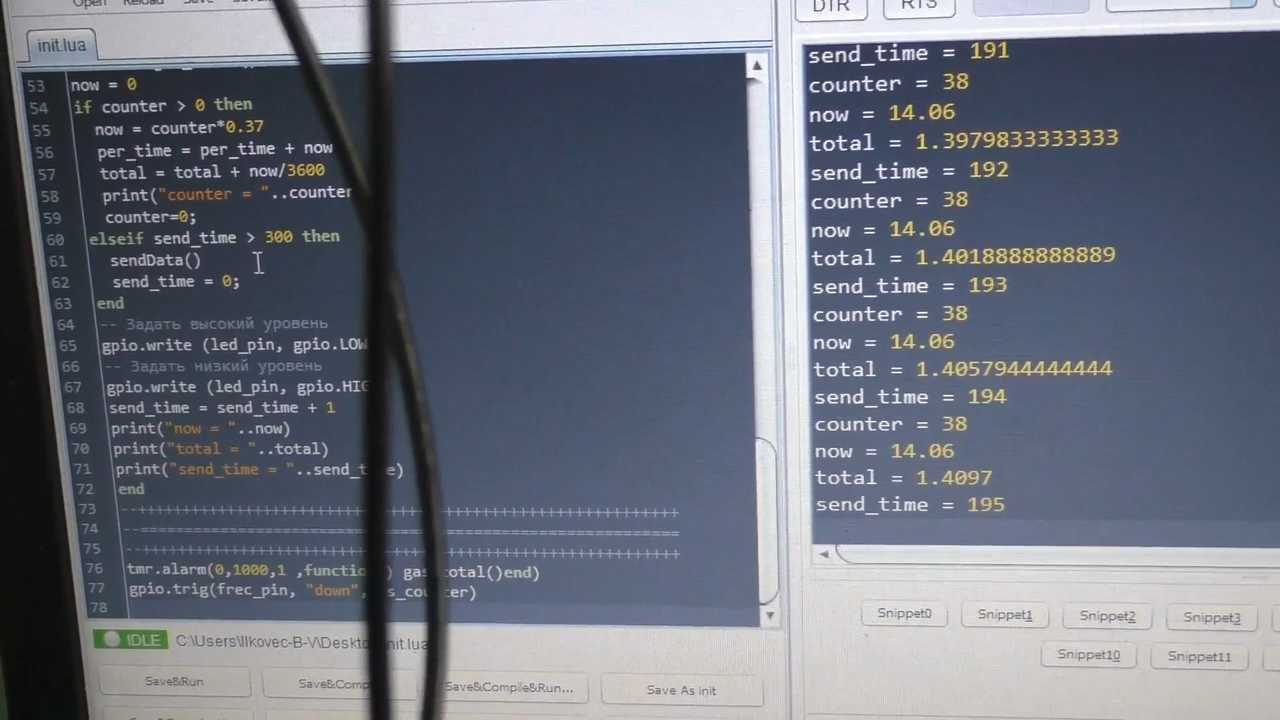 Open Reload Save
init.lua
53 now = 0
54 if counter > 0 then
55 now = counter*0.37
56 per_time = per_time + now
57 total = total + now/3600
58 print("counter = "..counter
59 counter=0;
60 elseif send_time > 300 then
61 sendData()
62 send_time = 0;
63 end
64 -- Задать высокий уровень
65 gpio.write (led_pin, gpio.LOW
66 -- Задать низкий уровень
67 gpio.write (led_pin, gpio.HIG
68 send_time = send_time + 1
69 print("now = "..now)
70 print("total = "..total)
71 print("send_time = "..send_time)
72 end
73
74
75
76 tmr.alarm(0,1000,1 ,function() gas_total()end)
77 gpio.trig(frec_pin, "down", s_counter)
78
IDLE C:\Users\Ilkovec-B-V\Desktop\init.lua
Save&Run Save&Comp Save&Compile&Run... Save As init
DTR RTS
send_time = 191
counter = 38
now = 14.06
total = 1.3979833333333
send_time = 192
counter = 38
now = 14.06
total = 1.4018888888889
send_time = 193
counter = 38
now = 14.06
total = 1.4057944444444
send_time = 194
counter = 38
now = 14.06
total = 1.4097
send_time = 195
Snippet0 Snippet1 Snippet2 Snippet3
Snippet10 Snippet11